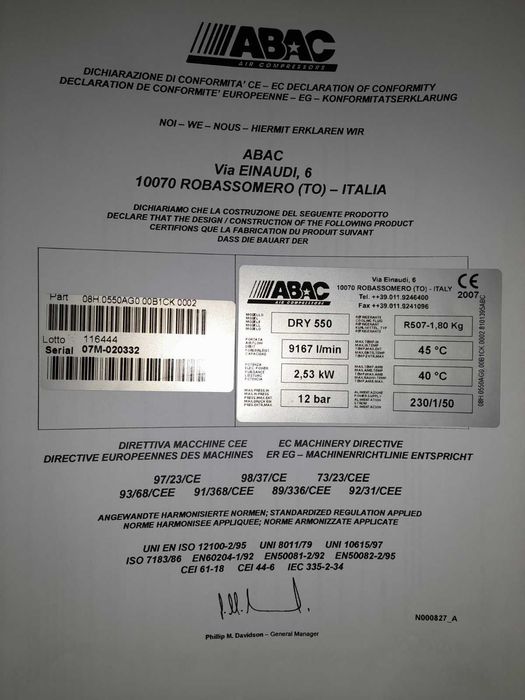 ABAC
AIR COMPRESSORS
DICHIARAZIONE DI CONFORMITA' CE – EC DECLARATION OF CONFORMITY
DECLARATION DE CONFORMITE' EUROPEENNE – EG – KONFORMITATSERKLARUNG
NOI – WE – NOUS – HIERMIT ERKLAREN WIR
ABAC
Via EINAUDI, 6
10070 ROBASSOMERO (TO) – ITALIA
DICHIARIAMO CHE LA COSTRUZIONE DEL SEGUENTE PRODOTTO
DECLARE THAT THE DESIGN / CONSTRUCTION OF THE FOLLOWING PRODUCT
CERTIFIONS QUE LA FABRICATION DU PRODUIT SUIVANT
DASS DIE BAUART DER
Part 08H.0550AG0.00B1CK.0002
Lotto 116444
Serial 07M-020332
ABAC
AIR COMPRESSORS
Via Einaudi, 6
10070 ROBASSOMERO (TO) - ITALY
Tel. ++39.011.9246400
Fax ++39.011.9241096
CE
2007
DRY 550
R507-1,80 Kg
9167 l/min
45 °C
2,53 kW
40 °C
12 bar
230/1/50
08H.0550AG0.00B1CK.0002 8101395ABC
DIRETTIVA MACCHINE CEE EC MACHINERY DIRECTIVE
DIRECTIVE EUROPEENNES DES MACHINES ER EG – MACHINENRICHTLINIE ENTSPRICHT
97/23/CE 98/37/CE 73/23/CEE
93/68/CEE 91/368/CEE 89/336/CEE 92/31/CEE
ANGEWANDTE HARMONISIERTE NORMEN; STANDARDIZED REGULATION APPLIED
NORME HARMONISEE APPLIQUEE; NORME ARMONIZZATE APPLICATE
UNI EN ISO 12100-2/95 UNI 8011/79 UNI 10615/97
ISO 7183/86 EN60204-1/92 EN50081-2/92 EN50082-2/95
CEI 61-18 CEI 44-6 IEC 335-2-34
Phillip M. Davidson – General Manager
N000827_A